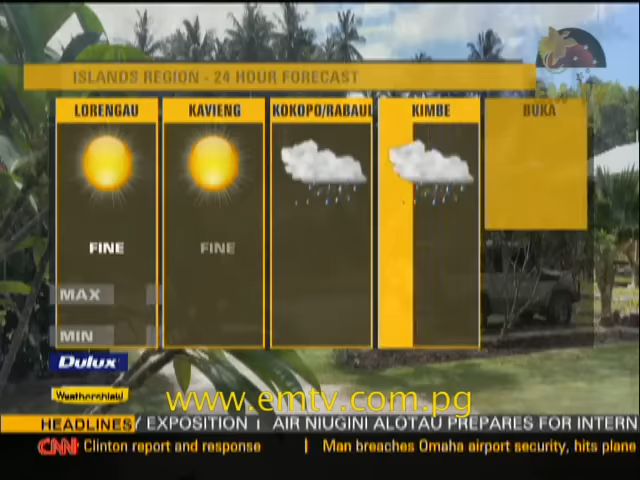 ISLANDS REGION - 24 HOUR FORECAST
LORENGAU KAVIENG KOKOPO/RABAUL KIMBE BUKA
FINE FINE
MAX
MIN
Dulux
Weathershield
www.emtv.com.pg
HEADLINES Y EXPOSITION | AIR NIUGINI ALOTAU PREPARES FOR INTERN
CNN Clinton report and response | Man breaches Omaha airport security, hits plane